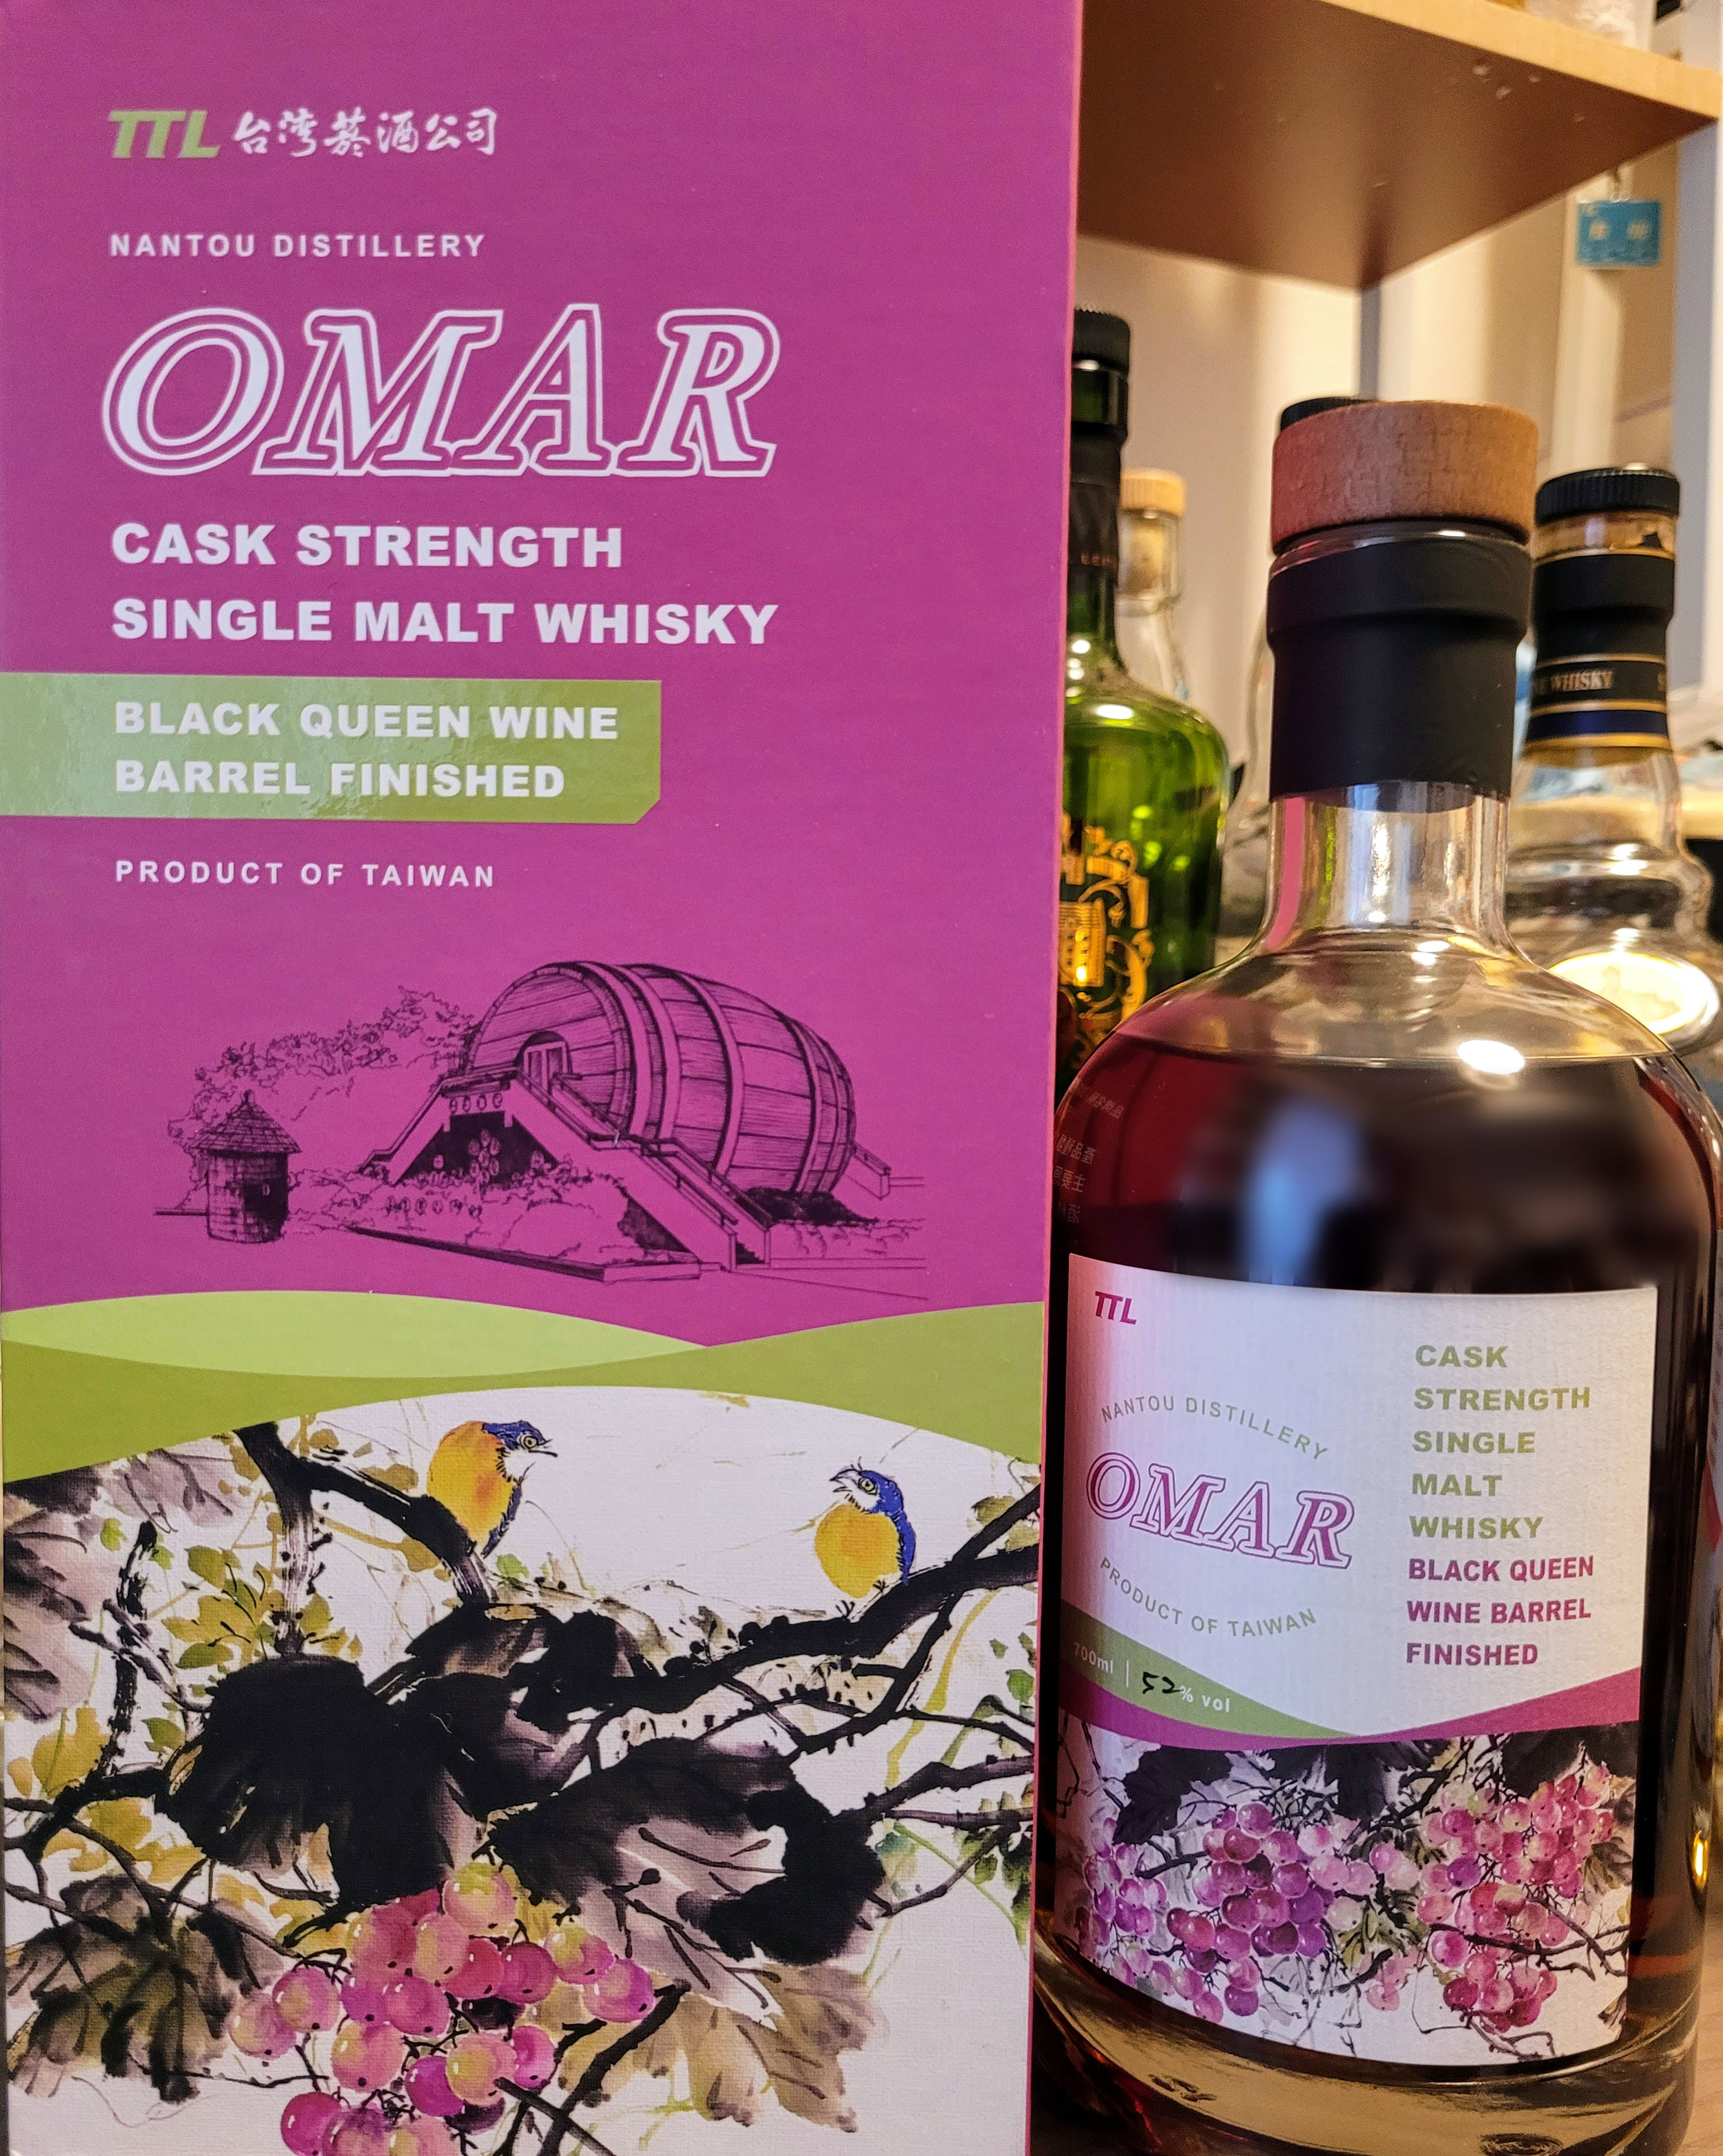 TTL 台湾菸酒公司
NANTOU DISTILLERY
OMAR
CASK STRENGTH
SINGLE MALT WHISKY
BLACK QUEEN WINE
BARREL FINISHED
PRODUCT OF TAIWAN
WHISKY
TTL
NANTOU DISTILLERY
OMAR
PRODUCT OF TAIWAN
700ml | 52% vol
CASK
STRENGTH
SINGLE
MALT
WHISKY
BLACK QUEEN
WINE BARREL
FINISHED